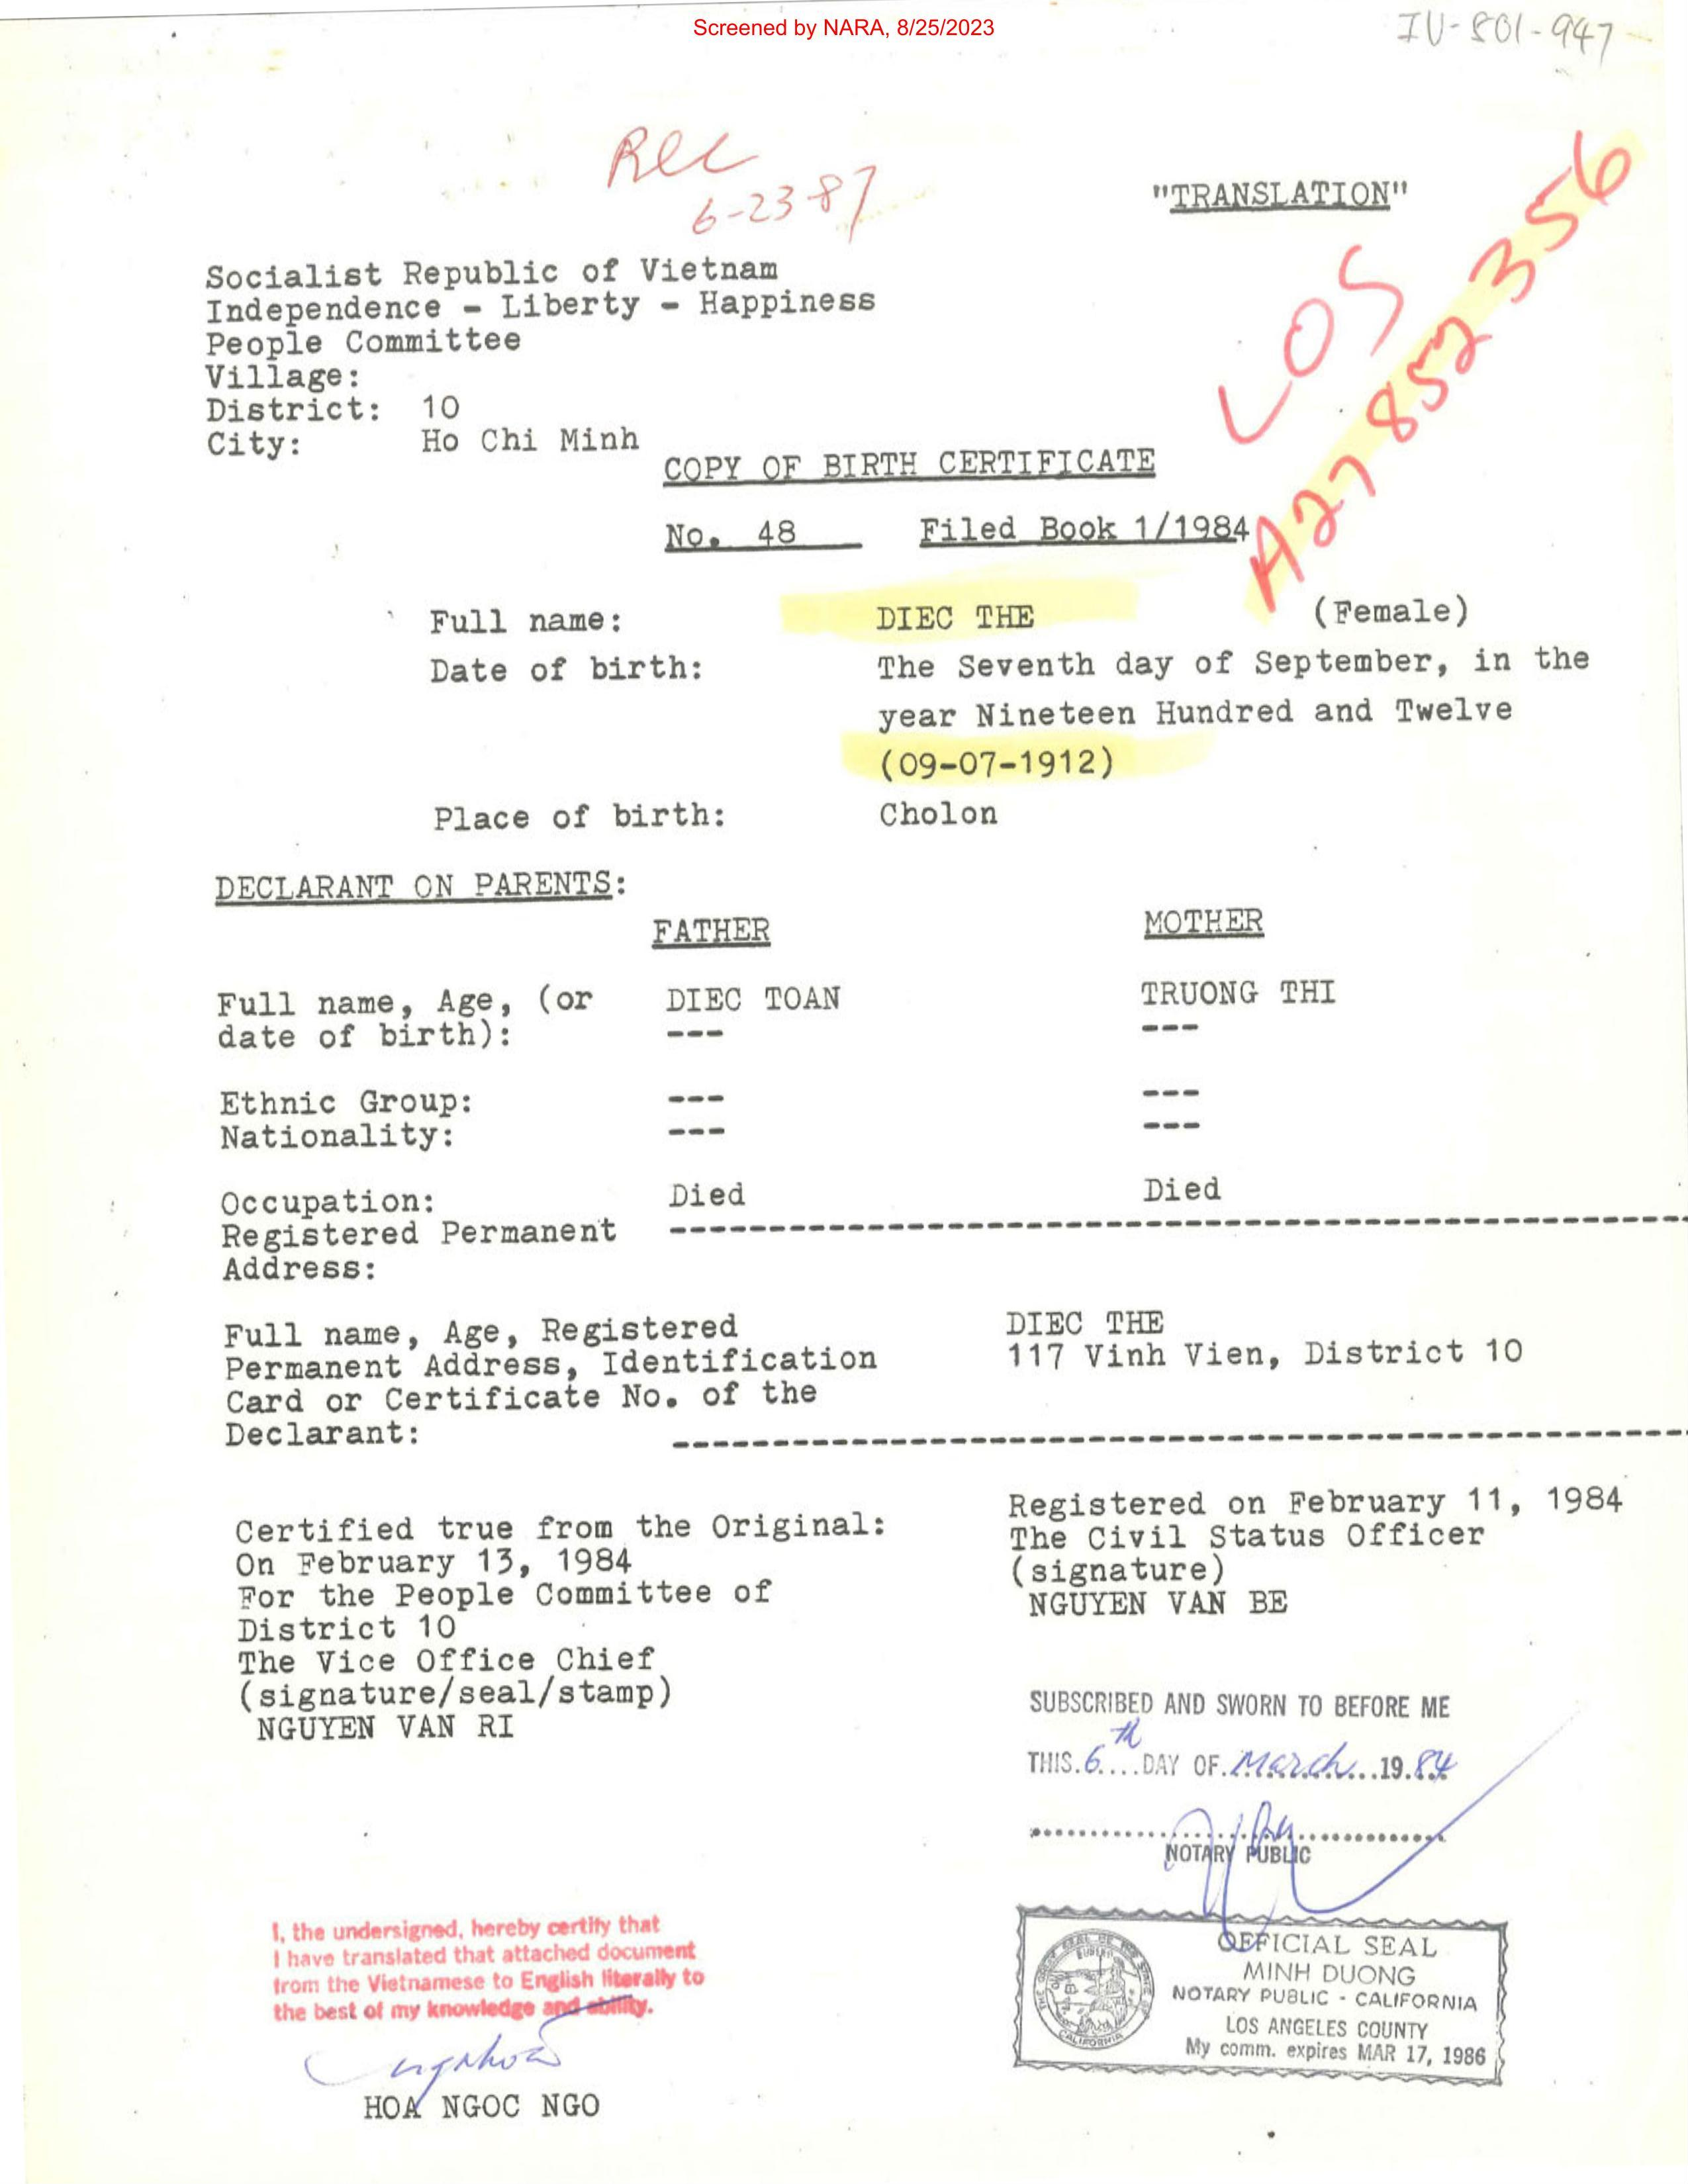 Screened by NARA, 8/25/2023
IV-801-947
Rec
6-23-87
"TRANSLATION"
LOS
A27 852 356
Socialist Republic of Vietnam
Independence - Liberty - Happiness
People Committee
Village:
District: 10
City: Ho Chi Minh
COPY OF BIRTH CERTIFICATE
No. 48 Filed Book 1/1984
Full name: DIEC THE (Female)
Date of birth: The Seventh day of September, in the
year Nineteen Hundred and Twelve
(09-07-1912)
Place of birth: Cholon
DECLARANT ON PARENTS:
FATHER MOTHER
Full name, Age, (or DIEC TOAN TRUONG THI
date of birth): --- ---
Ethnic Group: --- ---
Nationality: --- ---
Occupation: Died Died
Registered Permanent
Address:
Full name, Age, Registered DIEC THE
Permanent Address, Identification 117 Vinh Vien, District 10
Card or Certificate No. of the
Declarant:
Certified true from the Original:
On February 13, 1984
For the People Committee of
District 10
The Vice Office Chief
(signature/seal/stamp)
NGUYEN VAN RI
Registered on February 11, 1984
The Civil Status Officer
(signature)
NGUYEN VAN BE
SUBSCRIBED AND SWORN TO BEFORE ME
THIS.6th...DAY OF.March...19.84
NOTARY PUBLIC
I, the undersigned, hereby certify that
I have translated that attached document
from the Vietnamese to English literally to
the best of my knowledge and ability.
HOA NGOC NGO
OFFICIAL SEAL
MINH DUONG
NOTARY PUBLIC - CALIFORNIA
LOS ANGELES COUNTY
My comm. expires MAR 17, 1986